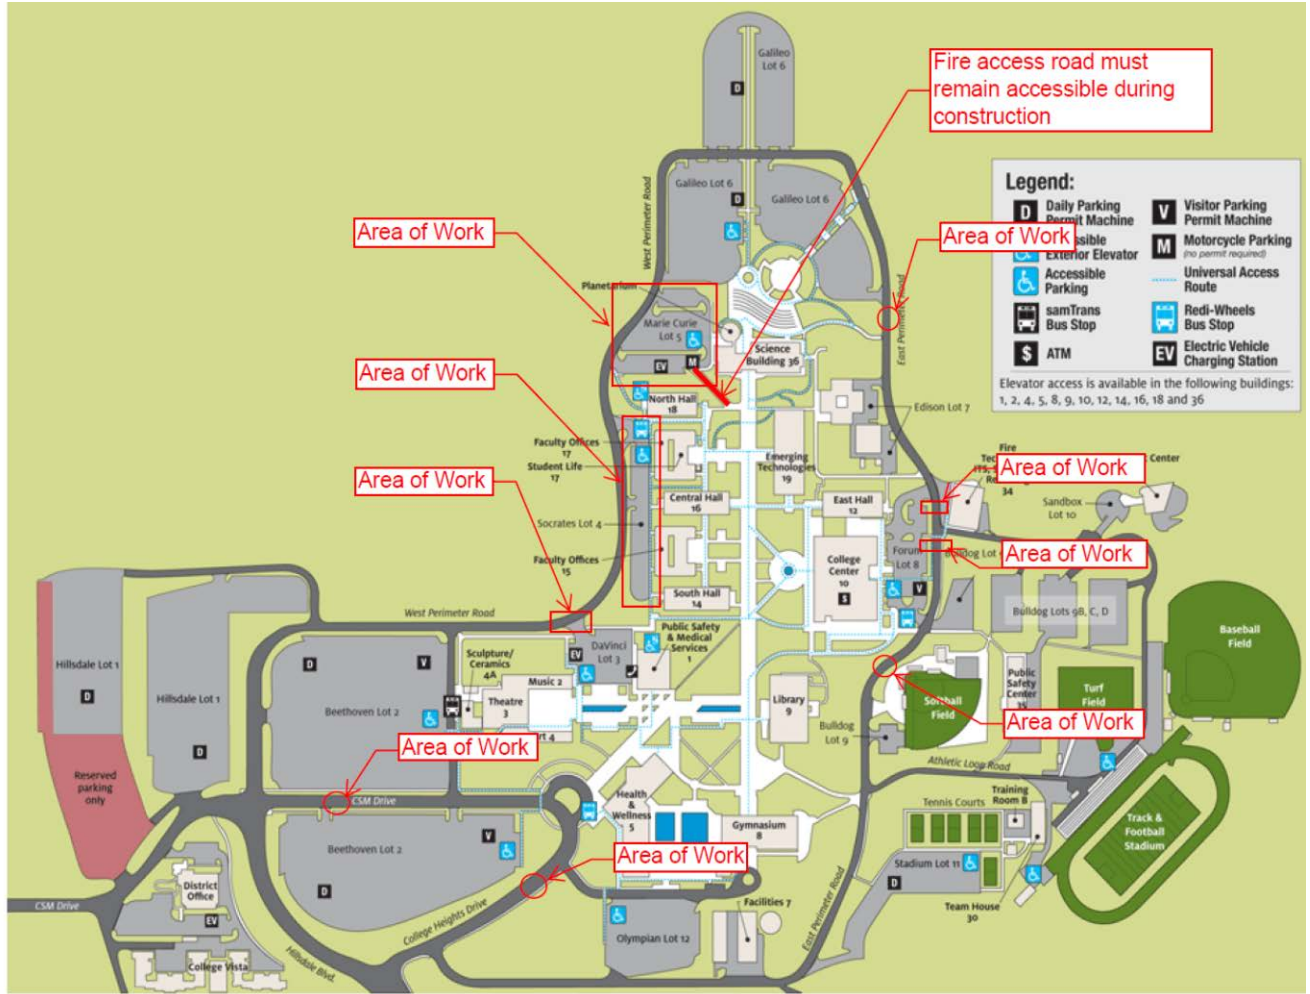 Galileo
Lot 6
D
Fire access road must
remain accessible during
construction
Legend:
D
Daily Parking
Permit Machine
V
Visitor Parking
Permit Machine
Exterior Elevator
M
Motorcycle Parking
(no permit required)
Accessible
Parking
Universal Access
Route
samTrans
Bus Stop
Redi-Wheels
Bus Stop
$
ATM
EV
Electric Vehicle
Charging Station
Elevator access is available in the following buildings:
1, 2, 4, 5, 8, 9, 10, 12, 14, 16, 18 and 36
West Perimeter Road
Galileo Lot 6
D
Galileo Lot 6
Area of Work
Area of Work
East Perimeter Road
Planetarium
Marie Curie
Lot 5
EV
M
Science
Building 36
Area of Work
North Hall
18
Edison Lot 7
Faculty Offices
17
Student Life
17
Emerging
Technologies
19
Fire
Center
Area of Work
34
Area of Work
Central Hall
16
East Hall
12
Sandbox
Lot 10
Socrates Lot 4
Faculty Offices
15
College
Center
10
$
Forum
Lot 8
V
Bulldog Lot
Area of Work
South Hall
14
Bulldog Lots 9B, C, D
West Perimeter Road
Area of Work
Public Safety
& Medical
Services
1
DaVinci
Lot 3
EV
Baseball
Field
Hillsdale Lot 1
D
Hillsdale Lot 1
D
D
V
Beethoven Lot 2
Sculpture/
Ceramics
4A
Music 2
Theatre
3
Library
9
Softball
Field
Public
Safety
Center
35
Turf
Field
Bulldog
Lot 9
Area of Work
Area of Work
Athletic Loop Road
Reserved
parking
only
CSM Drive
Health
&
Wellness
5
Gymnasium
8
Tennis Courts
Training
Room B
Track &
Football
Stadium
Beethoven Lot 2
V
D
Area of Work
Stadium Lot 11
D
Team House
30
District
Office
EV
CSM Drive
College Heights Drive
Hillsdale Blvd.
College Vista
Olympian Lot 12
Facilities 7
East Perimeter Road